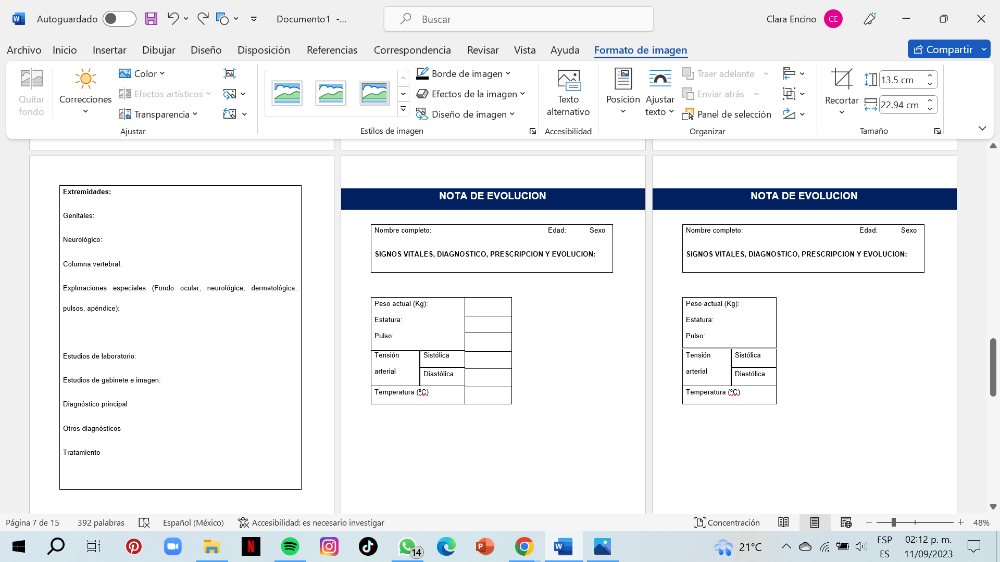 Autoguardado
Documento1 -...
Buscar
Clara Encino
CE
Archivo Inicio Insertar Dibujar Diseño Disposición Referencias Correspondencia Revisar Vista Ayuda Formato de imagen
Compartir
Quitar fondo
Correcciones
Color
Efectos artísticos
Transparencia
Ajustar
Estilos de imagen
Borde de imagen
Efectos de la imagen
Diseño de imagen
Texto alternativo
Accesibilidad
Posición
Ajustar texto
Traer adelante
Enviar atrás
Panel de selección
Organizar
Recortar
13.5 cm
22.94 cm
Tamaño
Extremidades:
Genitales:
Neurológico:
Columna vertebral:
Exploraciones especiales (Fondo ocular, neurológica, dermatológica,
pulsos, apéndice):
Estudios de laboratorio:
Estudios de gabinete e imagen:
Diagnóstico principal
Otros diagnósticos
Tratamiento
NOTA DE EVOLUCION
Nombre completo: Edad: Sexo
SIGNOS VITALES, DIAGNOSTICO, PRESCRIPCION Y EVOLUCION:
Peso actual (Kg):
Estatura:
Pulso:
Tensión arterial
Sistólica
Diastólica
Temperatura (ºC)
NOTA DE EVOLUCION
Nombre completo: Edad: Sexo
SIGNOS VITALES, DIAGNOSTICO, PRESCRIPCION Y EVOLUCION:
Peso actual (Kg):
Estatura:
Pulso:
Tensión arterial
Sistólica
Diastólica
Temperatura (ºC)
Página 7 de 15
392 palabras
Español (México)
Accesibilidad: es necesario investigar
Concentración
48%
14
21°C
ESP
ES
02:12 p. m.
11/09/2023